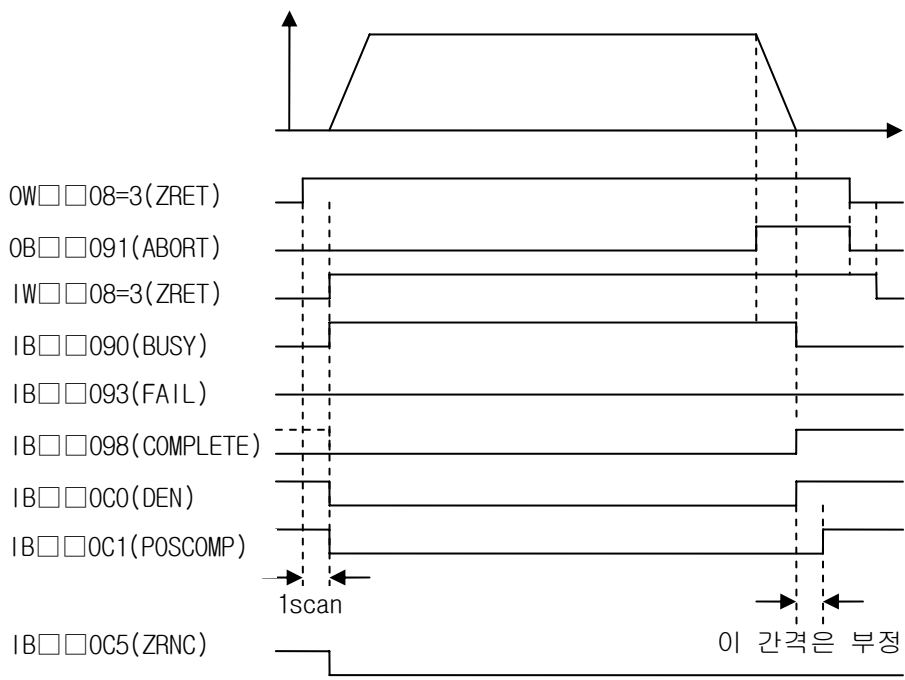 OW□□08=3(ZRET)
OB□□091(ABORT)
IW□□08=3(ZRET)
IB□□090(BUSY)
IB□□093(FAIL)
IB□□098(COMPLETE)
IB□□0C0(DEN)
IB□□0C1(POSCOMP)
1scan
이 간격은 부정
IB□□0C5(ZRNC)